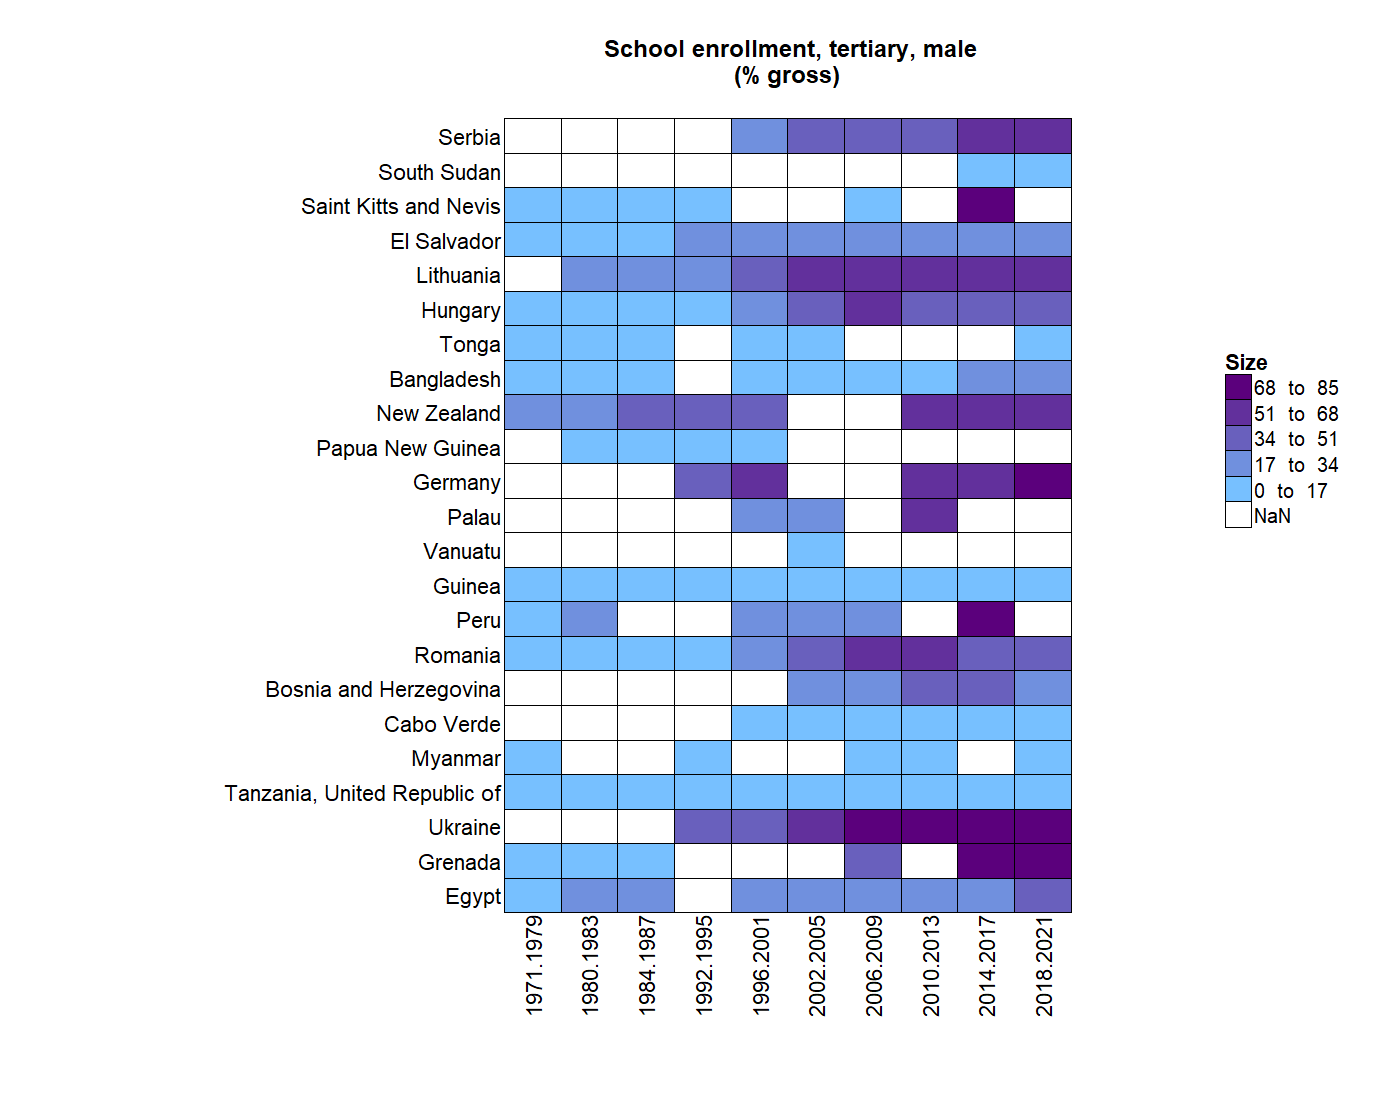 School enrollment, tertiary, male
(% gross)
Serbia
South Sudan
Saint Kitts and Nevis
El Salvador
Lithuania
Hungary
Tonga
Bangladesh
New Zealand
Papua New Guinea
Germany
Palau
Vanuatu
Guinea
Peru
Romania
Bosnia and Herzegovina
Cabo Verde
Myanmar
Tanzania, United Republic of
Ukraine
Grenada
Egypt
1971.1979
1980.1983
1984.1987
1992.1995
1996.2001
2002.2005
2006.2009
2010.2013
2014.2017
2018.2021
Size
68 to 85
51 to 68
34 to 51
17 to 34
0 to 17
NaN